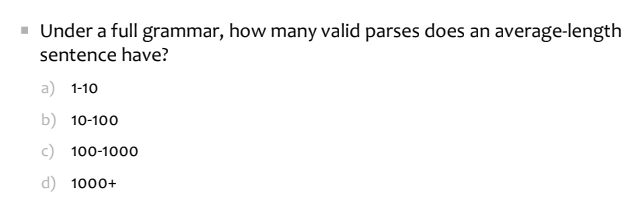 Under a full grammar, how many valid parses does an average-length
sentence have?
a) 1-10
b) 10-100
c) 100-1000
d) 1000+